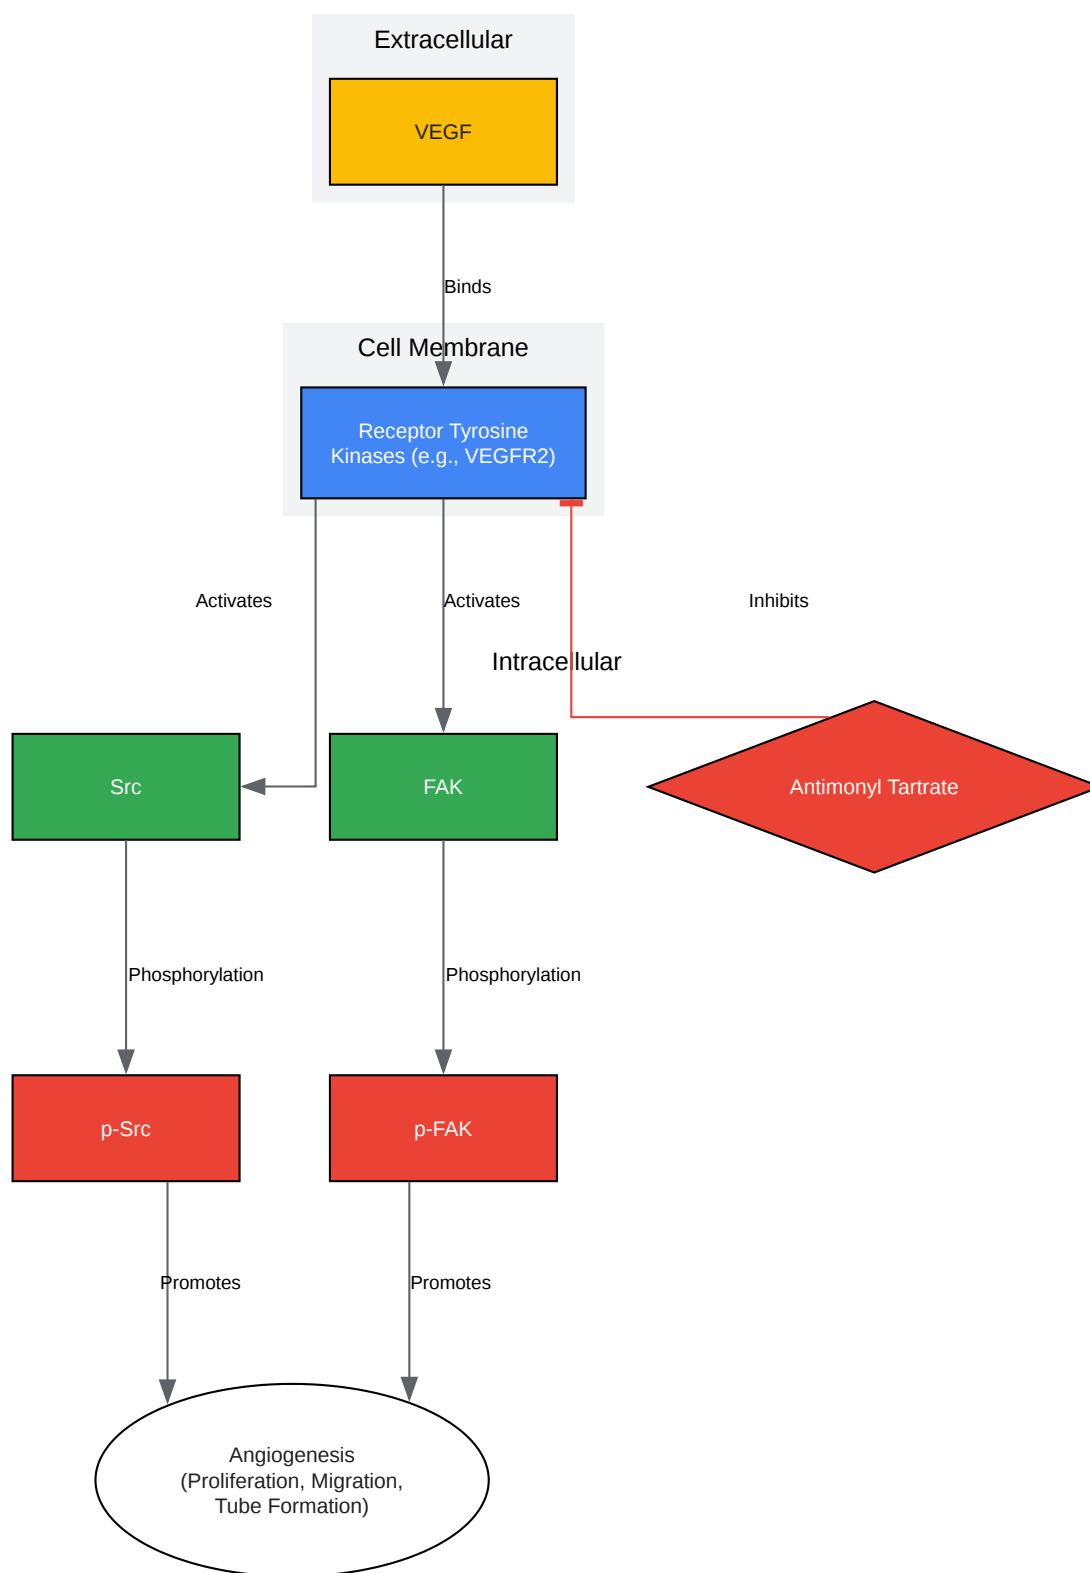 Extracellular
VEGF
Binds
Cell Membrane
Receptor Tyrosine
Kinases (e.g., VEGFR2)
Activates
Activates
Inhibits
Intracellular
Src
FAK
Antimonyl Tartrate
Phosphorylation
Phosphorylation
p-Src
p-FAK
Promotes
Promotes
Angiogenesis
(Proliferation, Migration,
Tube Formation)